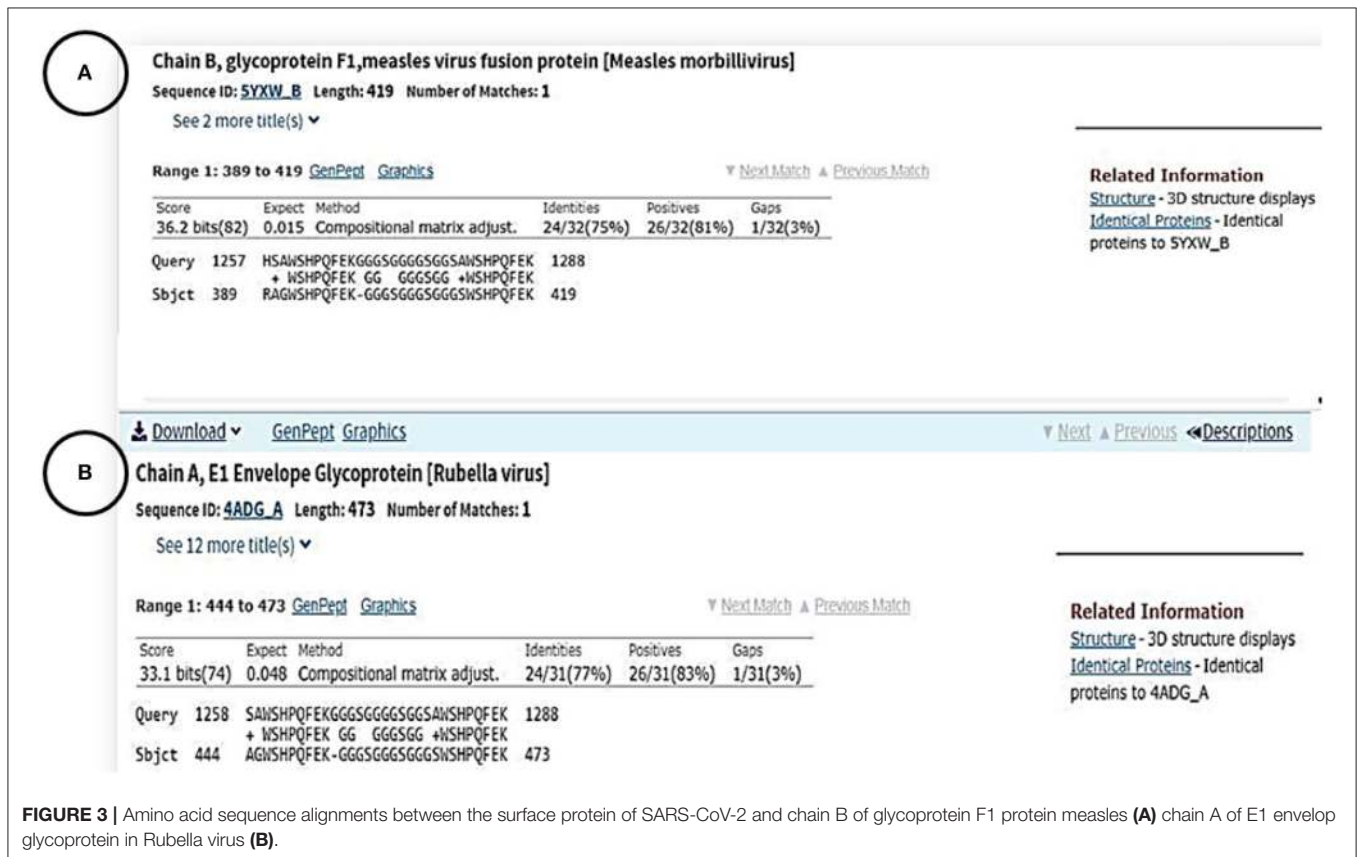 A
Chain B, glycoprotein F1,measles virus fusion protein [Measles morbillivirus]
Sequence ID: 5YXW_B Length: 419 Number of Matches: 1
See 2 more title(s)
Range 1: 389 to 419 GenPept Graphics
▼ Next Match ▲ Previous Match
Score Expect Method Identities Positives Gaps
36.2 bits(82) 0.015 Compositional matrix adjust. 24/32(75%) 26/32(81%) 1/32(3%)
Query 1257 HSAWSHPQFEKGGGSGGGGSGGSAWSHPQFEK 1288
+ WSHPQFEK GG GGGSGG +WSHPQFEK
Sbjct 389 RAGWSHPQFEK-GGGSGGGSGGGSWSHPQFEK 419
Related Information
Structure - 3D structure displays
Identical Proteins - Identical
proteins to 5YXW_B
Download GenPept Graphics
▼ Next ▲ Previous ≪Descriptions
B
Chain A, E1 Envelope Glycoprotein [Rubella virus]
Sequence ID: 4ADG_A Length: 473 Number of Matches: 1
See 12 more title(s)
Range 1: 444 to 473 GenPept Graphics
▼ Next Match ▲ Previous Match
Score Expect Method Identities Positives Gaps
33.1 bits(74) 0.048 Compositional matrix adjust. 24/31(77%) 26/31(83%) 1/31(3%)
Query 1258 SAWSHPQFEKGGGSGGGGSGGSAWSHPQFEK 1288
+ WSHPQFEK GG GGGSGG +WSHPQFEK
Sbjct 444 AGWSHPQFEK-GGGSGGGSGGGSWSHPQFEK 473
Related Information
Structure - 3D structure displays
Identical Proteins - Identical
proteins to 4ADG_A
FIGURE 3 | Amino acid sequence alignments between the surface protein of SARS-CoV-2 and chain B of glycoprotein F1 protein measles (A) chain A of E1 envelop
glycoprotein in Rubella virus (B).